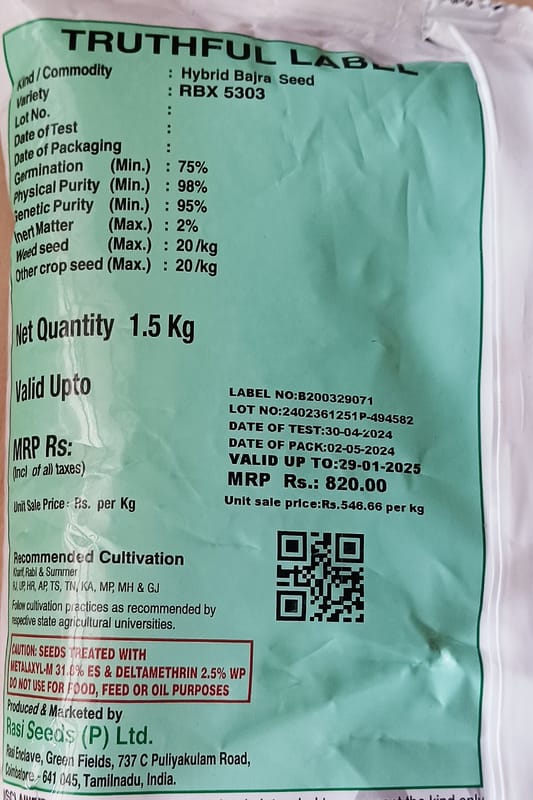 TRUTHFUL LABEL
Kind / Commodity : Hybrid Bajra Seed
Variety : RBX 5303
Lot No. :
Date of Test :
Date of Packaging :
Germination (Min.) : 75%
Physical Purity (Min.) : 98%
Genetic Purity (Min.) : 95%
Inert Matter (Max.) : 2%
Weed seed (Max.) : 20/kg
Other crop seed (Max.) : 20/kg
Net Quantity 1.5 Kg
Valid Upto
LABEL NO:B200329071
LOT NO:2402361251P-494582
DATE OF TEST:30-04-2024
DATE OF PACK:02-05-2024
VALID UP TO:29-01-2025
MRP Rs.: 820.00
Unit sale price:Rs.546.66 per kg
MRP Rs:
(Incl of all taxes)
Unit Sale Price : Rs. per Kg
Recommended Cultivation
Kharif, Rabi & Summer
RJ, UP, HR, AP, TS, TN, KA, MP, MH & GJ
Follow cultivation practices as recommended by
respective state agricultural universities.
CAUTION: SEEDS TREATED WITH
METALAXYL-M 31.8% ES & DELTAMETHRIN 2.5% WP
DO NOT USE FOR FOOD, FEED OR OIL PURPOSES
Produced & Marketed by
Rasi Seeds (P) Ltd.
Rasi Enclave, Green Fields, 737 C Puliyakulam Road,
Coimbatore - 641 045, Tamilnadu, India.